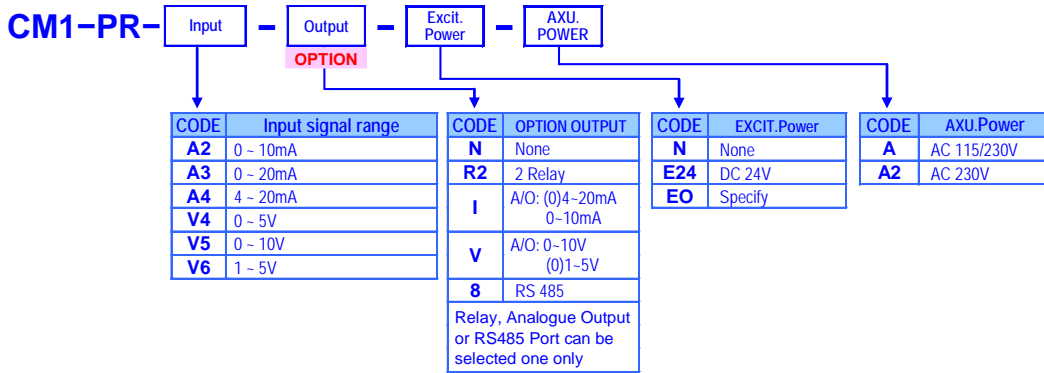 CM1-PR- Input - Output - Excit. Power - AXU. POWER
OPTION
CODE Input signal range
A2 0 ~ 10mA
A3 0 ~ 20mA
A4 4 ~ 20mA
V4 0 ~ 5V
V5 0 ~ 10V
V6 1 ~ 5V
CODE OPTION OUTPUT
N None
R2 2 Relay
I A/O: (0)4~20mA
0~10mA
V A/O: 0~10V
(0)1~5V
8 RS 485
Relay, Analogue Output
or RS485 Port can be
selected one only
CODE EXCIT.Power
N None
E24 DC 24V
EO Specify
CODE AXU.Power
A AC 115/230V
A2 AC 230V